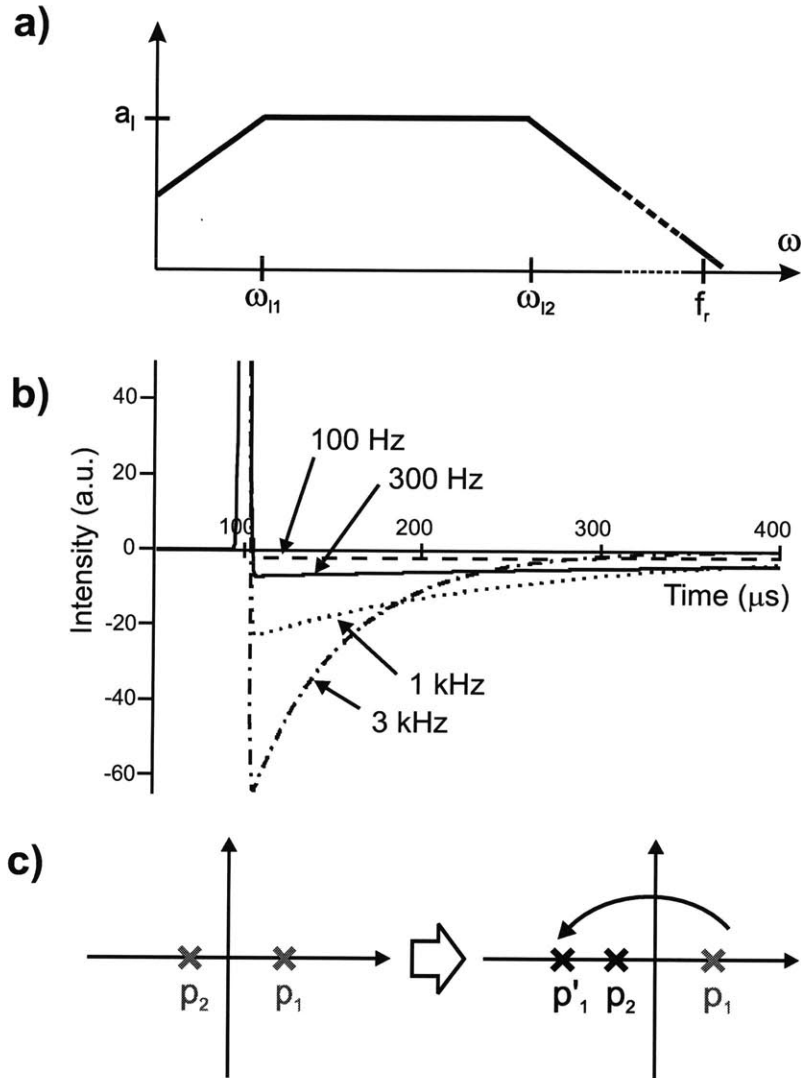 a)
a_l
ω
ω_l1
ω_l2
f_r
b)
Intensity (a.u.)
40
20
0
-20
-40
-60
100 Hz
300 Hz
100
200
300
400
Time (μs)
1 kHz
3 kHz
c)
p_2
p_1
p'_1
p_2
p_1